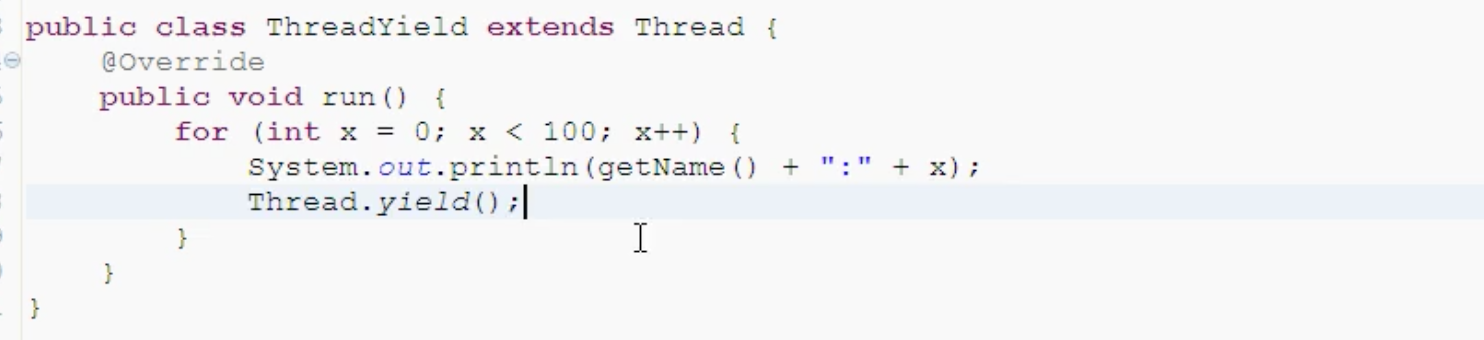 public class ThreadYield extends Thread {
@Override
public void run() {
for (int x = 0; x < 100; x++) {
System.out.println(getName() + ":" + x);
Thread.yield();
}
}
}